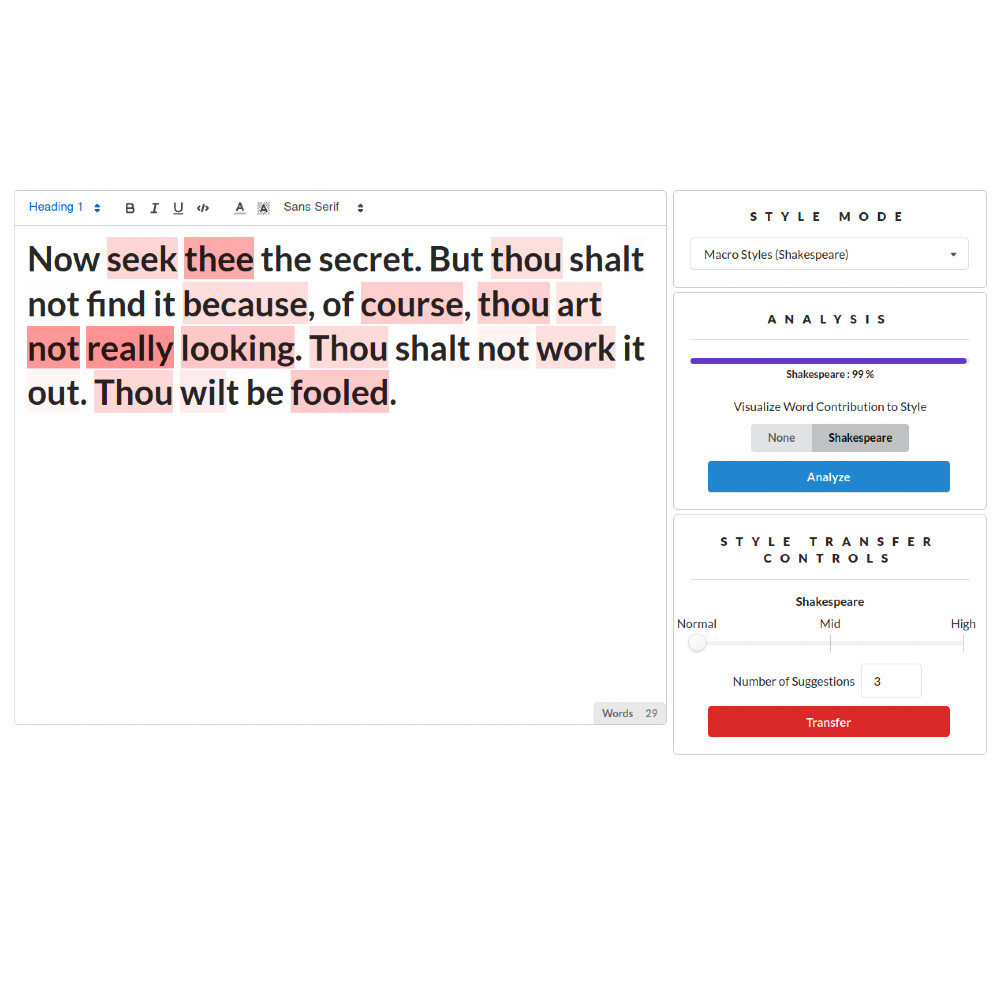 Heading 1 B I U </> A A Sans Serif
Now seek thee the secret. But thou shalt
not find it because, of course, thou art
not really looking. Thou shalt not work it
out. Thou wilt be fooled.
Words 29
STYLE MODE
Macro Styles (Shakespeare)
ANALYSIS
Shakespeare : 99 %
Visualize Word Contribution to Style
None Shakespeare
Analyze
STYLE TRANSFER
CONTROLS
Shakespeare
Normal Mid High
Number of Suggestions 3
Transfer